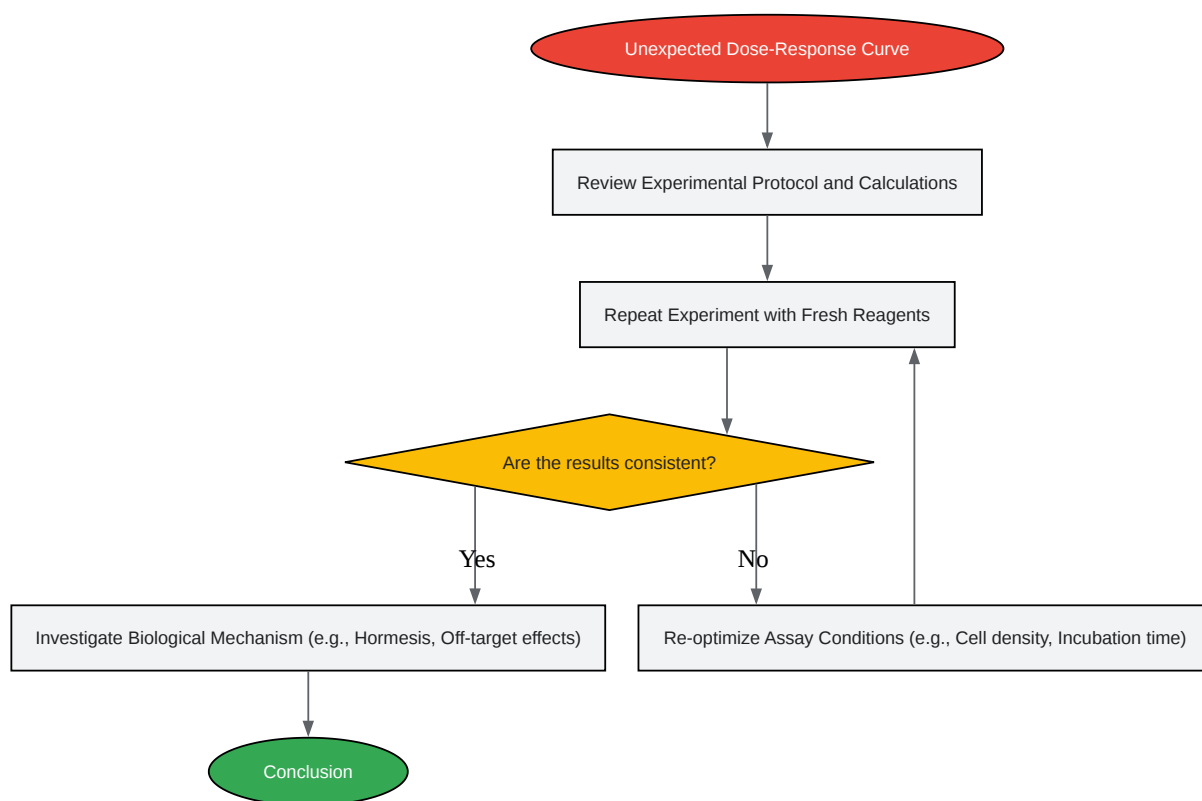 Unexpected Dose-Response Curve
Review Experimental Protocol and Calculations
Repeat Experiment with Fresh Reagents
Are the results consistent?
Yes
No
Investigate Biological Mechanism (e.g., Hormesis, Off-target effects)
Re-optimize Assay Conditions (e.g., Cell density, Incubation time)
Conclusion